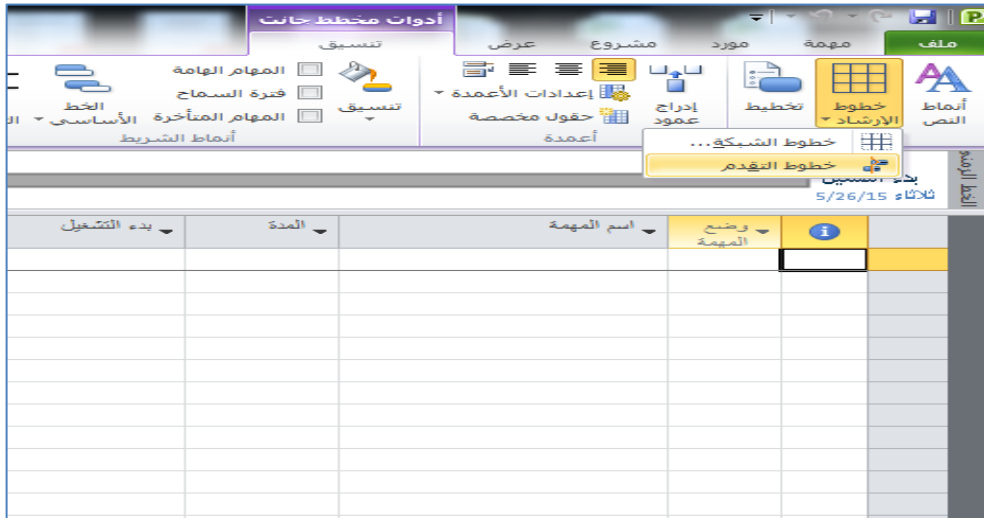 أدوات مخطط جانت
ملف مهمة مورد مشروع عرض تنسيق
أنماط النص
خطوط الإرشاد
تخطيط
إدراج عمود
إعدادات الأعمدة
حقول مخصصة
أعمدة
تنسيق
المهام الهامة
فترة السماح
المهام المتأخرة
الخط الأساسي
أنماط الشريط
خطوط الشبكة...
خطوط التقدم
بدء التشغيل
ثلاثاء 5/26/15
وضع المهمة
اسم المهمة
المدة
بدء التشغيل